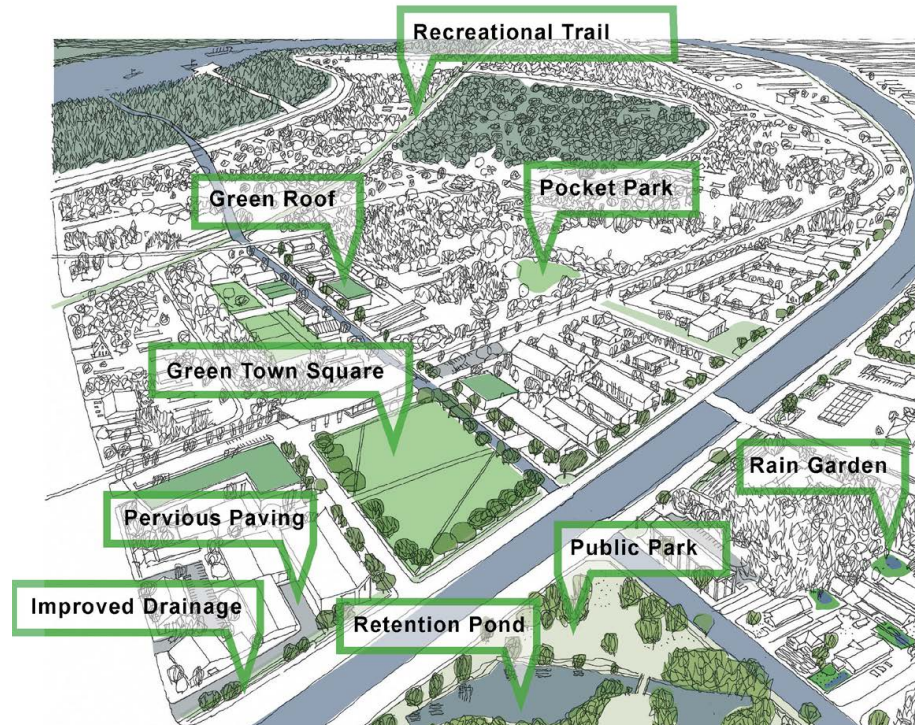 Recreational Trail
Green Roof
Pocket Park
Green Town Square
Rain Garden
Pervious Paving
Public Park
Improved Drainage
Retention Pond